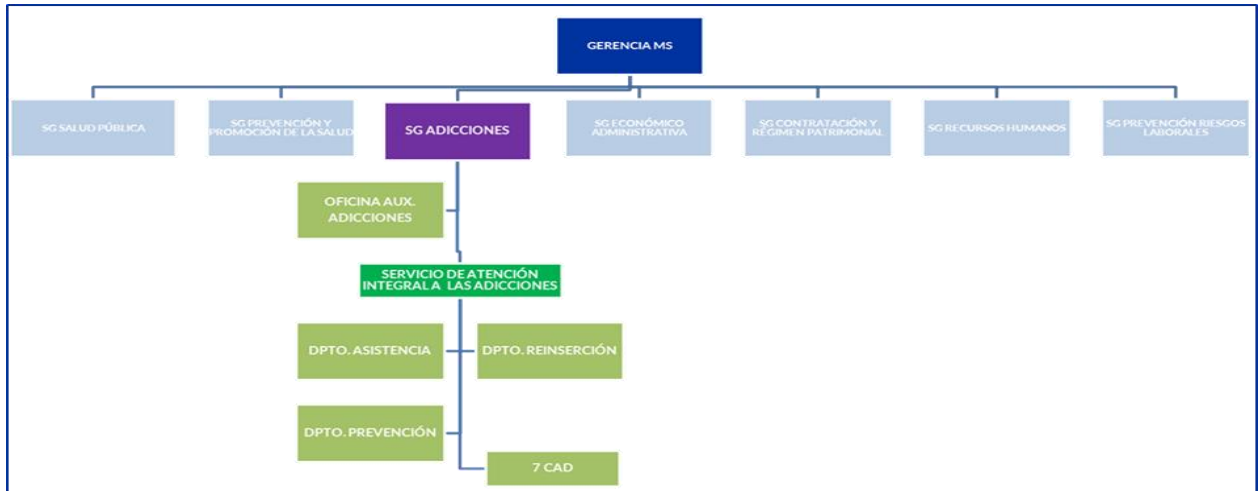 GERENCIA MS
SG SALUD PÚBLICA
SG PREVENCIÓN Y
PROMOCIÓN DE LA SALUD
SG ADICCIONES
SG ECONÓMICO
ADMINISTRATIVA
SG CONTRATACIÓN Y
RÉGIMEN PATRIMONIAL
SG RECURSOS HUMANOS
SG PREVENCIÓN RIESGOS
LABORALES
OFICINA AUX.
ADICCIONES
SERVICIO DE ATENCIÓN
INTEGRAL A LAS ADICCIONES
DPTO. ASISTENCIA
DPTO. REINSERCIÓN
DPTO. PREVENCIÓN
7 CAD